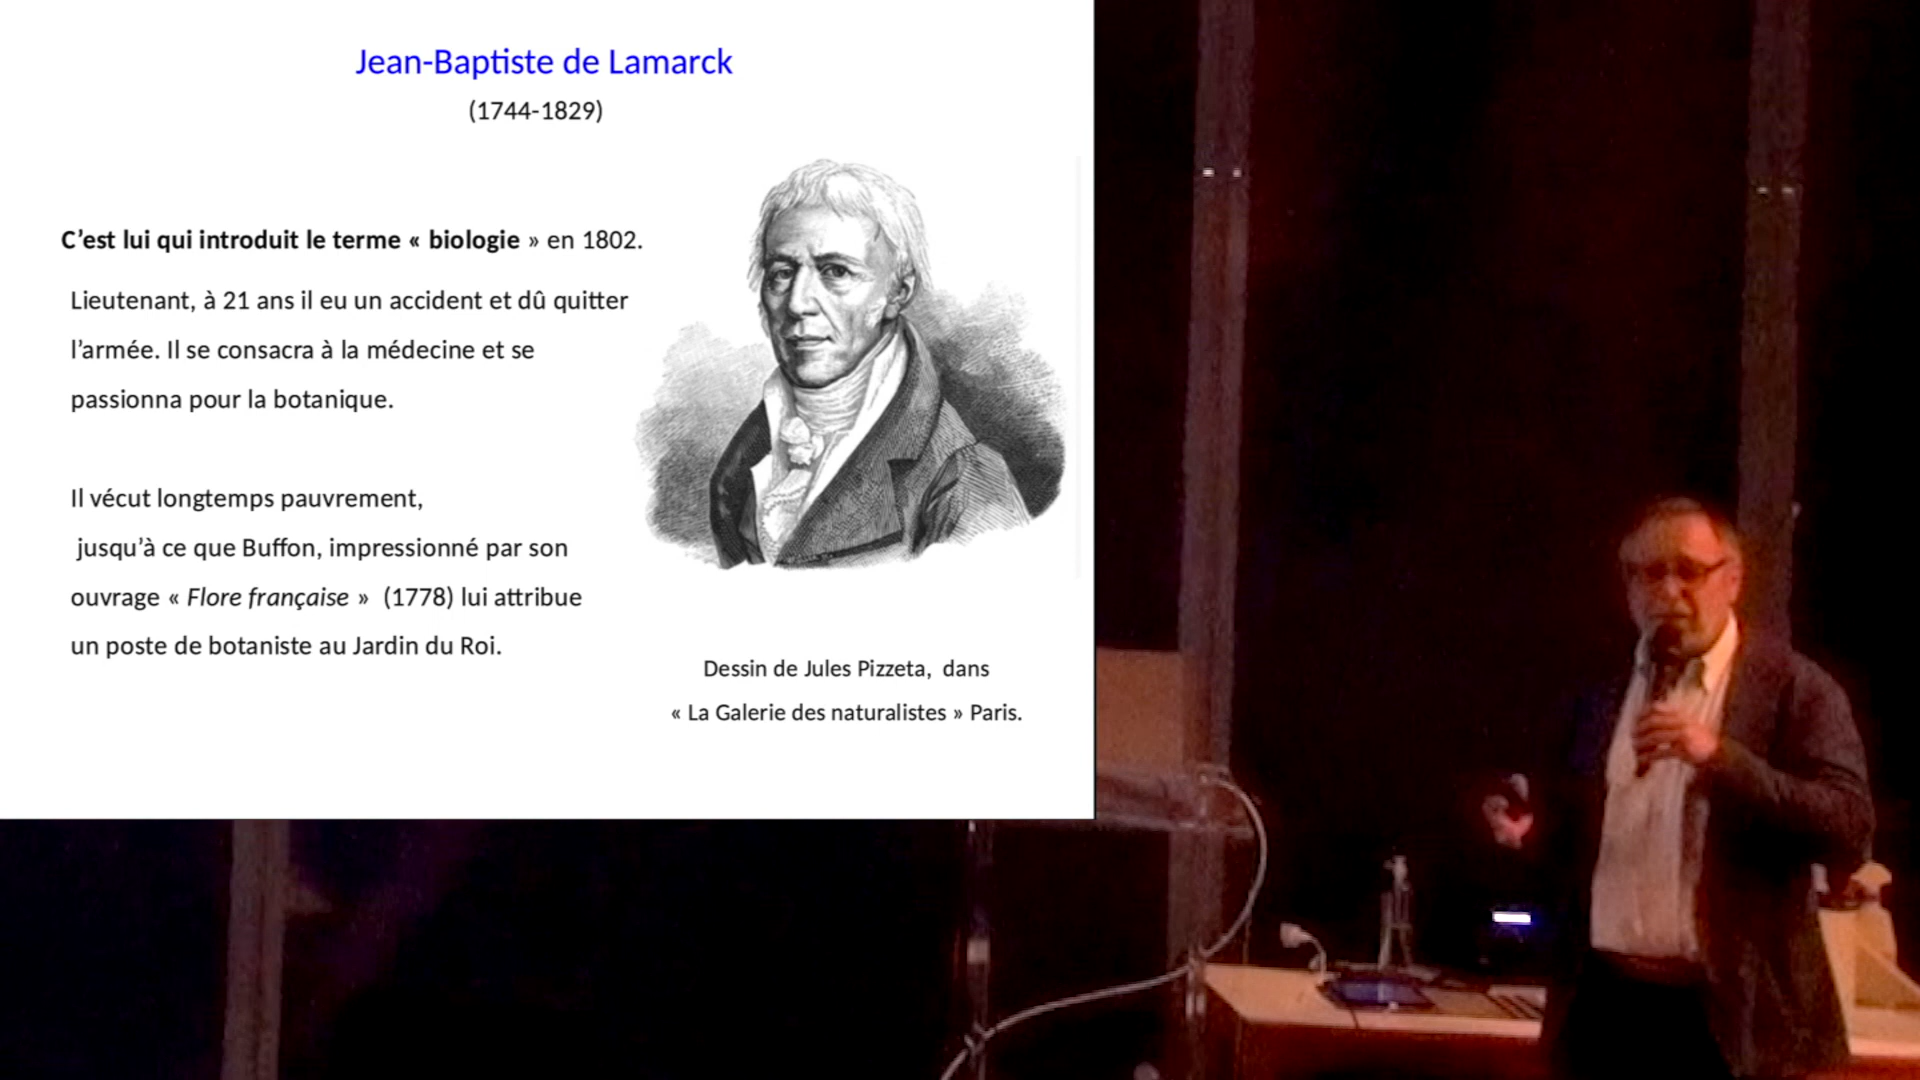 Jean-Baptiste de Lamarck
(1744-1829)
C’est lui qui introduit le terme « biologie » en 1802.
Lieutenant, à 21 ans il eu un accident et dû quitter
l’armée. Il se consacra à la médecine et se
passionna pour la botanique.
Il vécut longtemps pauvrement,
jusqu’à ce que Buffon, impressionné par son
ouvrage « Flore française » (1778) lui attribue
un poste de botaniste au Jardin du Roi.
Dessin de Jules Pizzeta, dans
« La Galerie des naturalistes » Paris.